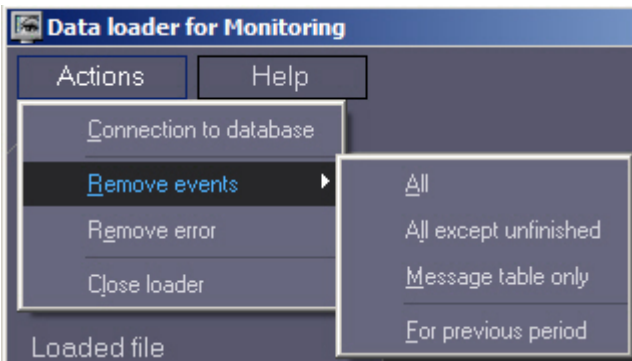 Data loader for Monitoring
Actions Help
Connection to database
Remove events
Remove error
Close loader
All
All except unfinished
Message table only
For previous period
Loaded file